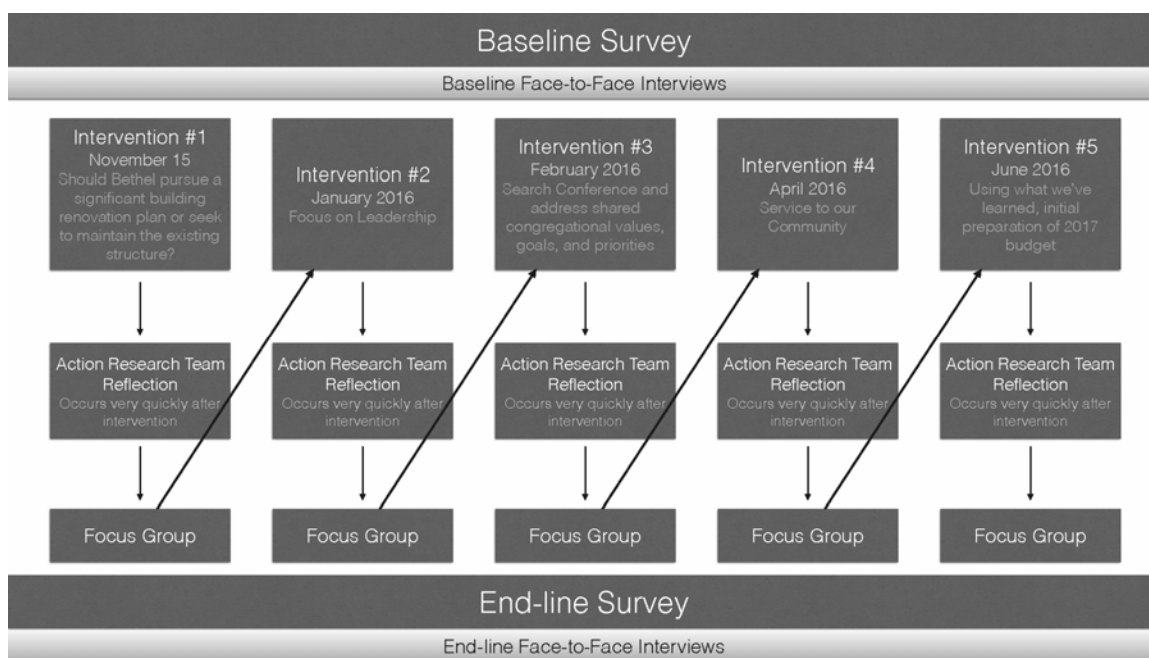 Baseline Survey
Baseline Face-to-Face Interviews
Intervention #1
November 15
Should Bethel pursue a
significant building
renovation plan or seek
to maintain the existing
structure?
Intervention #2
January 2016
Focus on Leadership
Intervention #3
February 2016
Search Conference and
address shared
congregational values,
goals, and priorities
Intervention #4
April 2016
Service to our
Community
Intervention #5
June 2016
Using what we've
learned, initial
preparation of 2017
budget
Action Research Team
Reflection
Occurs very quickly after
intervention
Action Research Team
Reflection
Occurs very quickly after
intervention
Action Research Team
Reflection
Occurs very quickly after
intervention
Action Research Team
Reflection
Occurs very quickly after
intervention
Action Research Team
Reflection
Occurs very quickly after
intervention
Focus Group
Focus Group
Focus Group
Focus Group
Focus Group
End-line Survey
End-line Face-to-Face Interviews